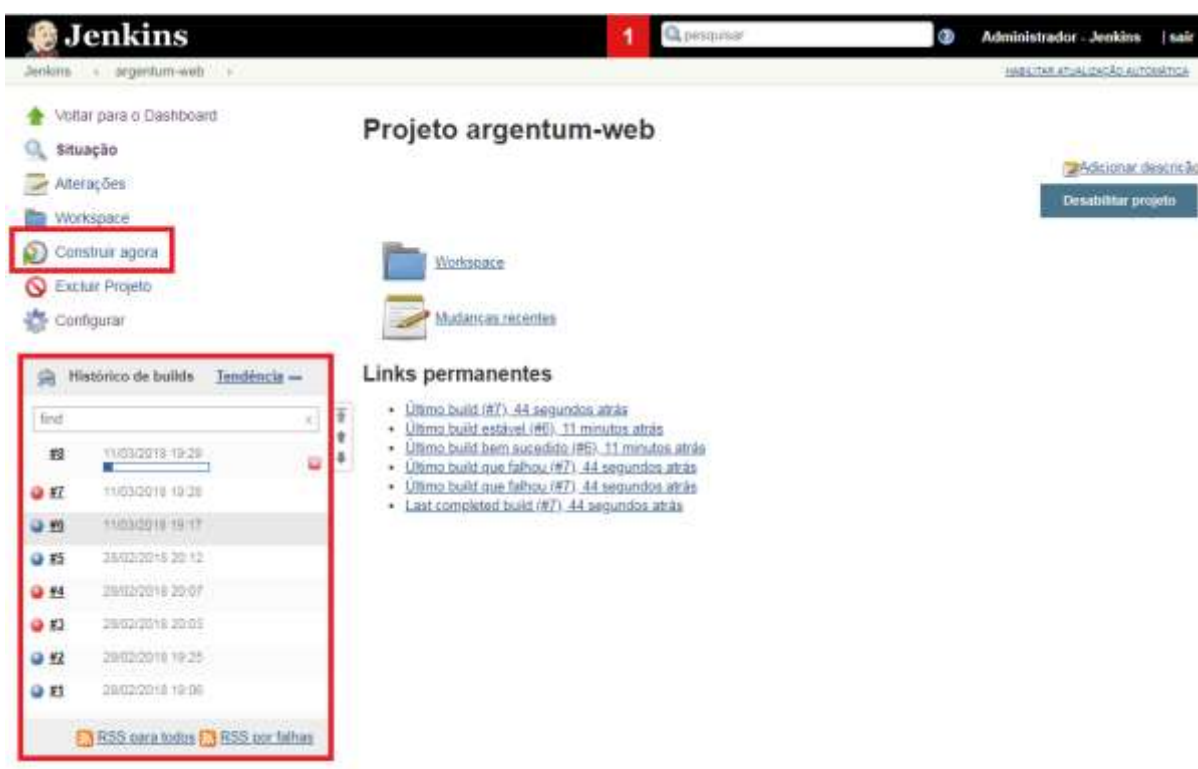 Jenkins
1
pesquisar
Administrador - Jenkins | sair
Jenkins
argentum-web
HABILITAR ATUALIZAÇÃO AUTOMÁTICA
Voltar para o Dashboard
Situação
Alterações
Workspace
Construir agora
Excluir Projeto
Configurar
Projeto argentum-web
Adicionar descrição
Desabilitar projeto
Workspace
Mudanças recentes
Links permanentes
Último build (#7), 44 segundos atrás
Último build estável (#6), 11 minutos atrás
Último build bem sucedido (#6), 11 minutos atrás
Último build que falhou (#7), 44 segundos atrás
Último build que falhou (#7), 44 segundos atrás
Last completed build (#7), 44 segundos atrás
Histórico de builds Tendência
find x
#8 11/03/2018 19:29
#7 11/03/2018 19:28
#6 11/03/2018 19:17
#5 28/02/2018 20:12
#4 28/02/2018 20:07
#3 28/02/2018 20:05
#2 28/02/2018 19:25
#1 28/02/2018 19:06
RSS para todos RSS por falhas